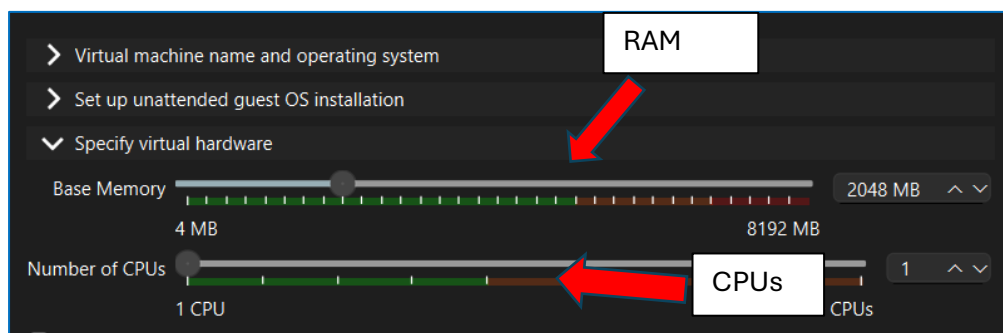 RAM
Virtual machine name and operating system
Set up unattended guest OS installation
Specify virtual hardware
Base Memory 2048 MB
4 MB 8192 MB
Number of CPUs 1
CPUs
1 CPU CPUs